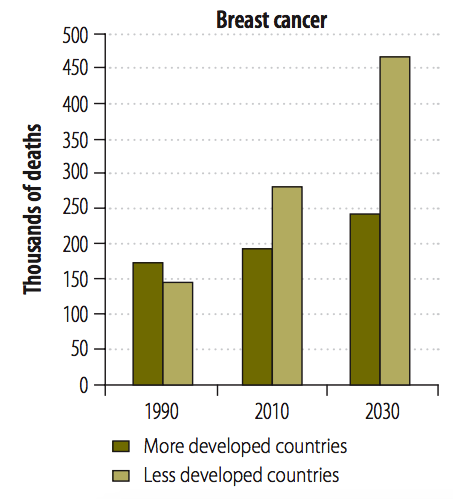 Breast cancer
Thousands of deaths
500
450
400
350
300
250
200
150
100
50
0
1990 2010 2030
More developed countries
Less developed countries